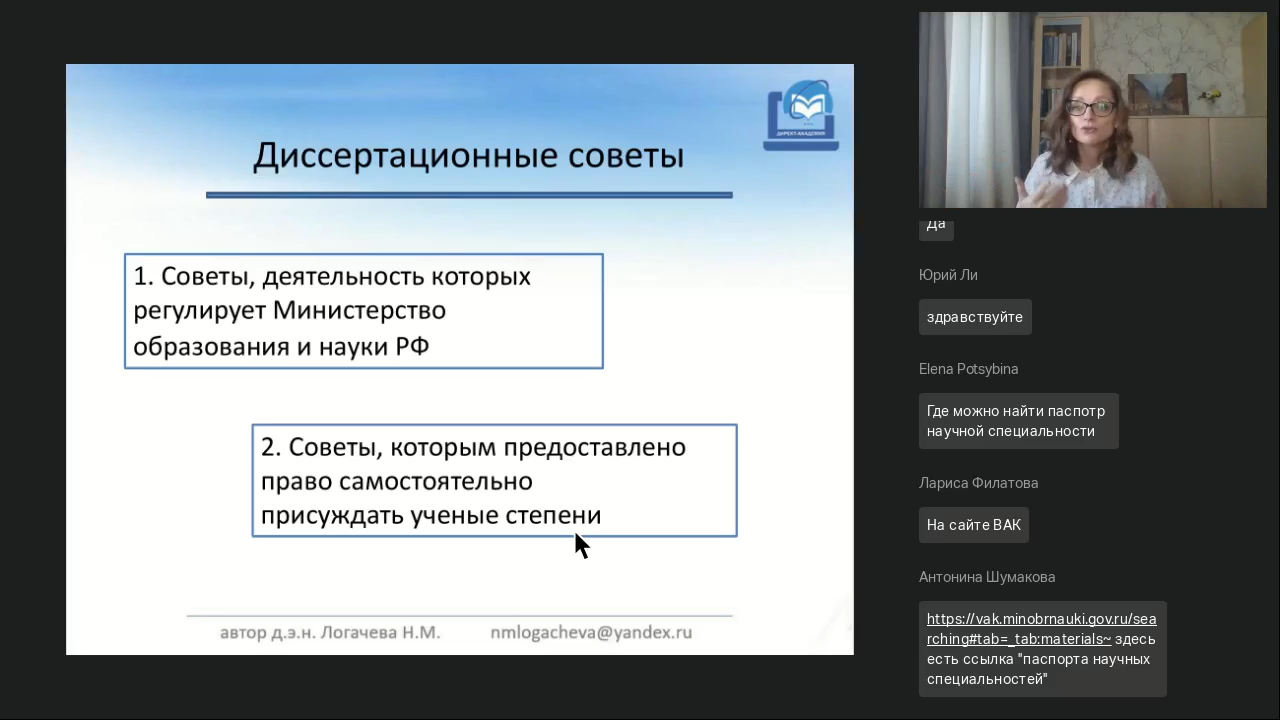 ДИРЕКТ-АКАДЕМИЯ
Диссертационные советы
1. Советы, деятельность которых
регулирует Министерство
образования и науки РФ
2. Советы, которым предоставлено
право самостоятельно
присуждать ученые степени
автор д.э.н. Логачева Н.М. nmlogacheva@yandex.ru
Да
Юрий Ли
здравствуйте
Elena Potsybina
Где можно найти паспотр
научной специальности
Лариса Филатова
На сайте ВАК
Антонина Шумакова
https://vak.minobrnauki.gov.ru/sea
rching#tab=_tab:materials~ здесь
есть ссылка "паспорта научных
специальностей"